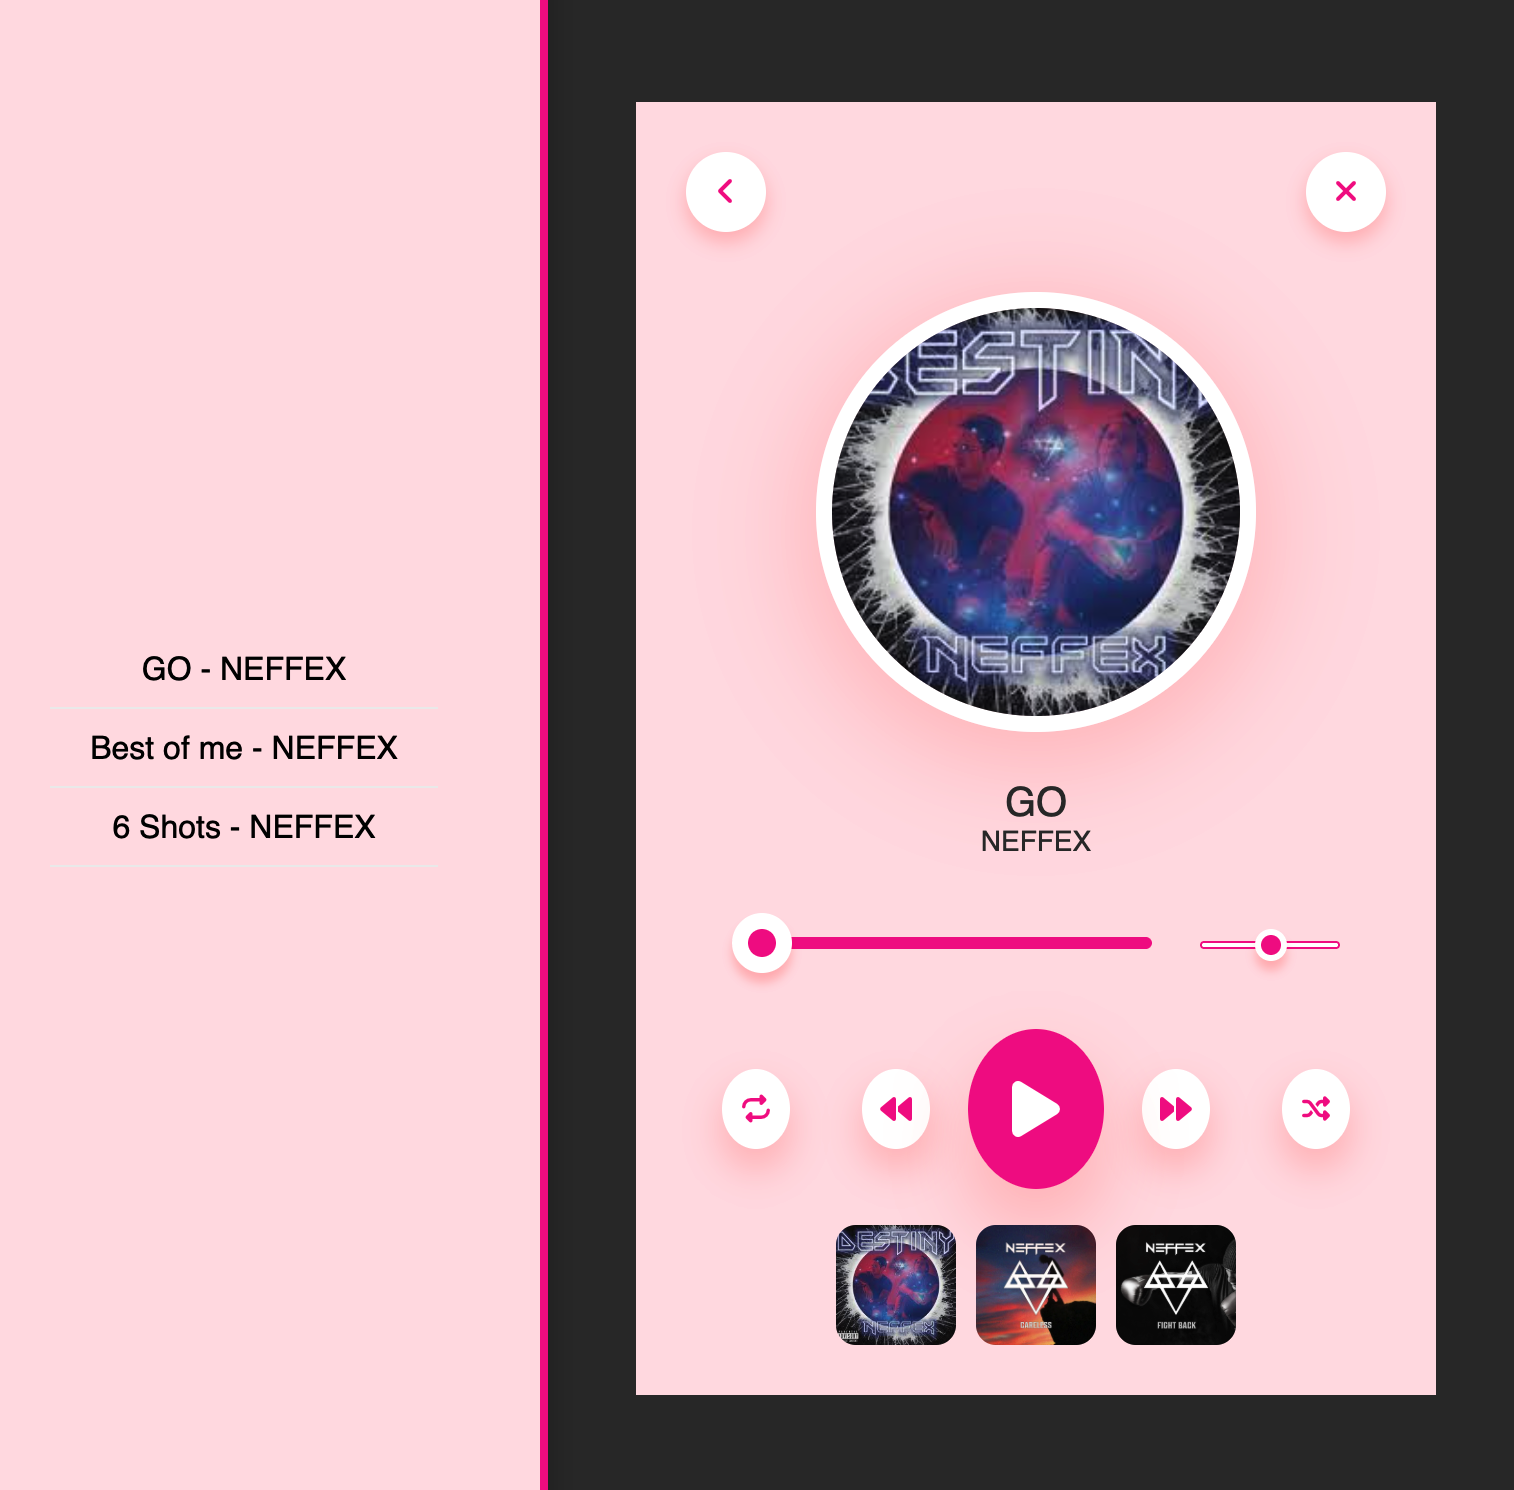 GO - NEFFEX
Best of me - NEFFEX
6 Shots - NEFFEX
DESTINY
NEFFEX
GO
NEFFEX
DESTINY
NEFFEX
NEFFEX
CARELESS
NEFFEX
FIGHT BACK